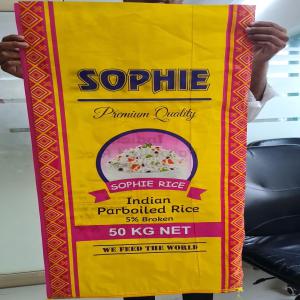 SOPHIE
Premium Quality
SOPHIE RICE
Indian
Parboiled Rice
5% Broken
50 KG NET
WE FEED THE WORLD